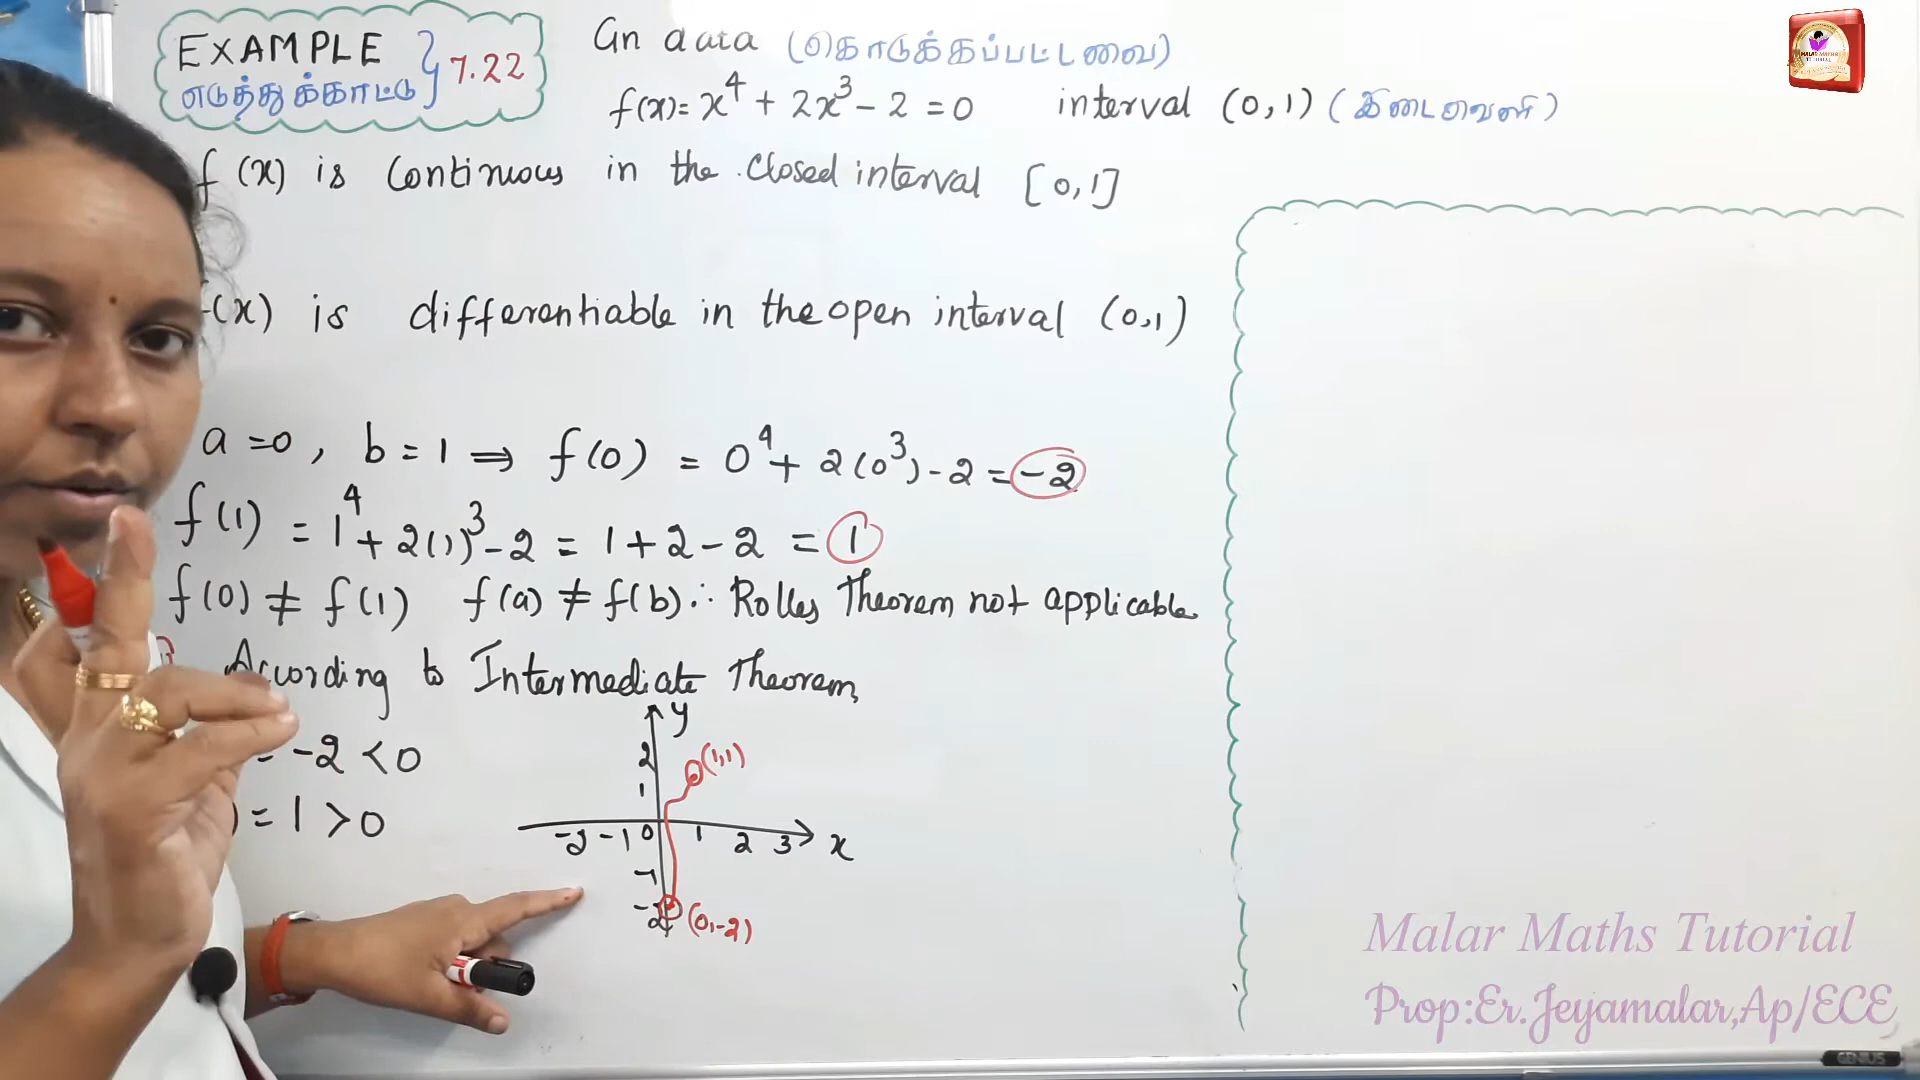 EXAMPLE
எடுத்துக்காட்டு } 7.22
Gn data (கொடுக்கப்பட்டவை)
f(x) = x⁴ + 2x³ - 2 = 0 interval (0,1) (இடைவெளி)
f(x) is continuous in the closed interval [0,1]
(x) is differentiable in the open interval (0,1)
a = 0, b = 1 ⇒ f(0) = 0⁴ + 2(0³) - 2 = -2
f(1) = 1⁴ + 2(1)³ - 2 = 1 + 2 - 2 = 1
f(0) ≠ f(1) f(a) ≠ f(b) ∴ Rolles Theorem not applicable
According to Intermediate Theorem,
= -2 < 0
) = 1 > 0
y
2
1
(1,1)
-2 -1 0 1 2 3 x
-1
-2 (0,-2)
Malar Maths Tutorial
Prop:Er.Jeyamalar,Ap/ECE
GENIUS